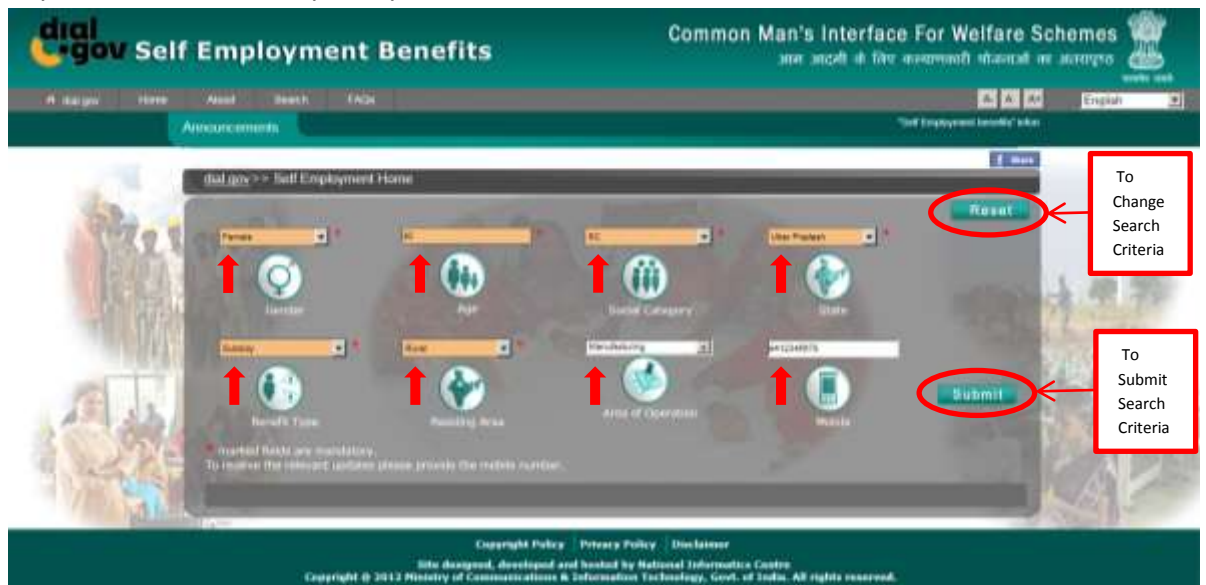 dial gov Self Employment Benefits
Common Man's Interface For Welfare Schemes
आम आदमी के लिए कल्याणकारी योजनाओं का अंतरापृष्ठ
dial.gov Home About Search FAQs
A- A A+ English
Announcements
"Self Employment benefits"
f Share
dial.gov >> Self Employment Home
Reset
To
Change
Search
Criteria
Female * * SC * Uttar Pradesh *
Gender Age Social Category State
Subsidy * Rural * Manufacturing
Benefit Type Residing Area Area of Operation Mobile
Submit
To
Submit
Search
Criteria
* marked fields are mandatory.
To receive the relevant updates please provide the mobile number.
Copyright Policy Privacy Policy Disclaimer
Site designed, developed and hosted by National Informatics Centre
Copyright @ 2013 Ministry of Communications & Information Technology, Govt. of India. All rights reserved.